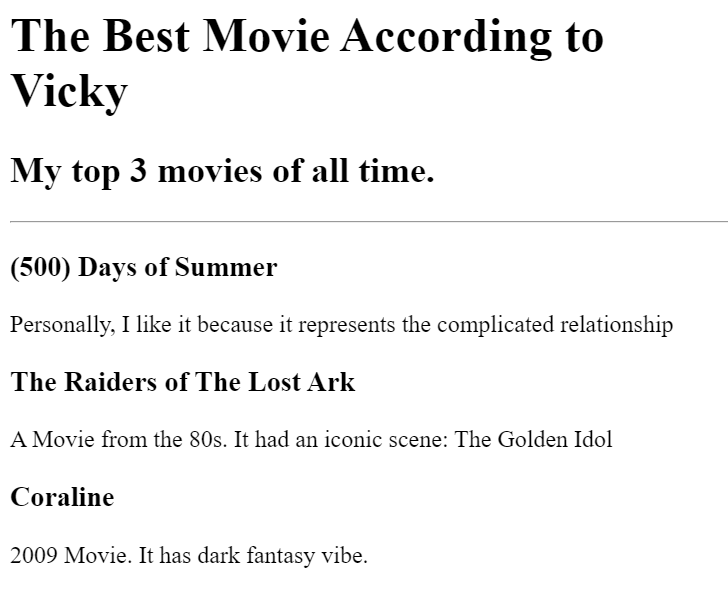 The Best Movie According to
Vicky
My top 3 movies of all time.
(500) Days of Summer
Personally, I like it because it represents the complicated relationship
The Raiders of The Lost Ark
A Movie from the 80s. It had an iconic scene: The Golden Idol
Coraline
2009 Movie. It has dark fantasy vibe.